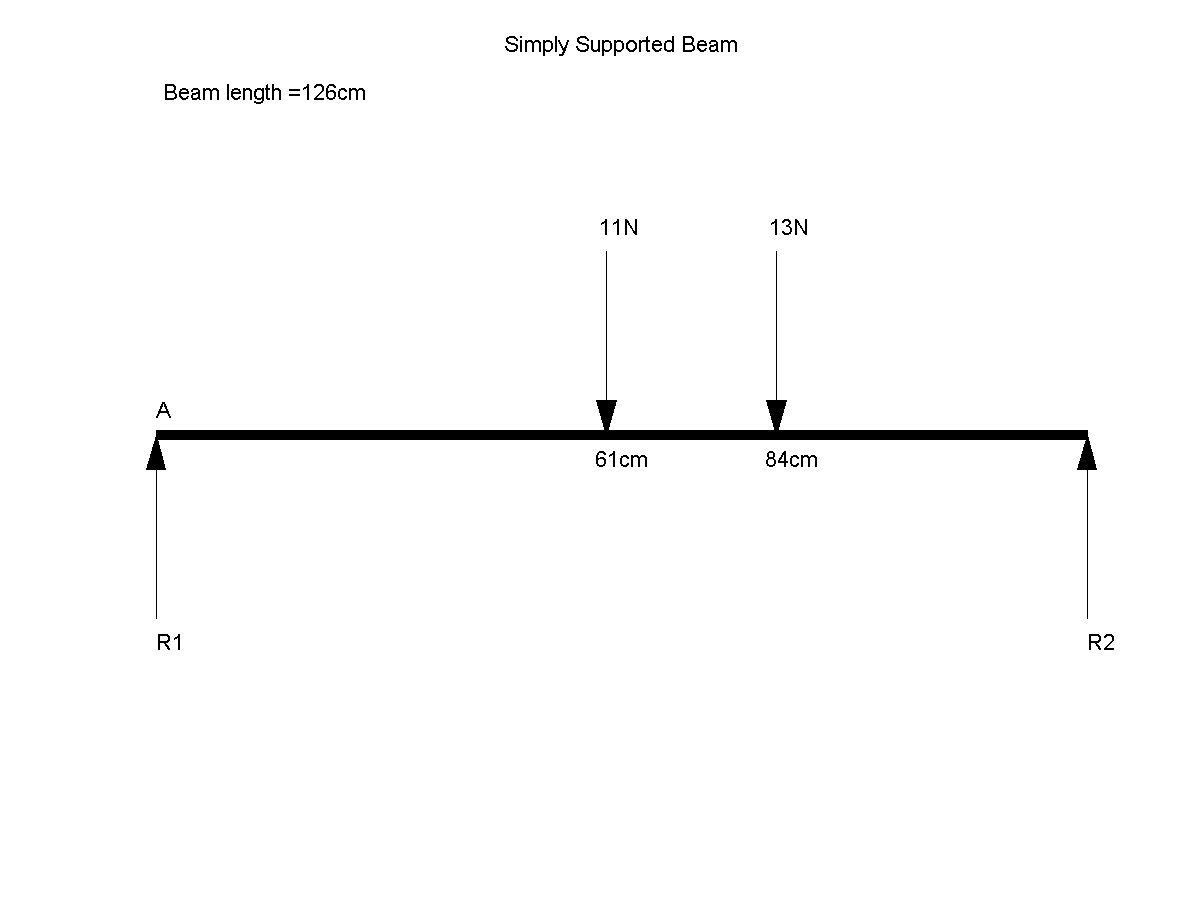 Simply Supported Beam
Beam length =126cm
11N 13N
A
61cm 84cm
R1 R2